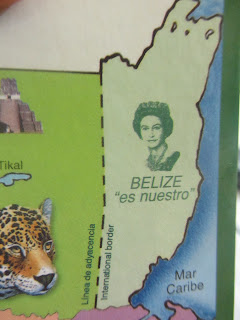 Tikal
BELIZE
"es nuestro"
Línea de adyacencia
International border
Mar
Caribe